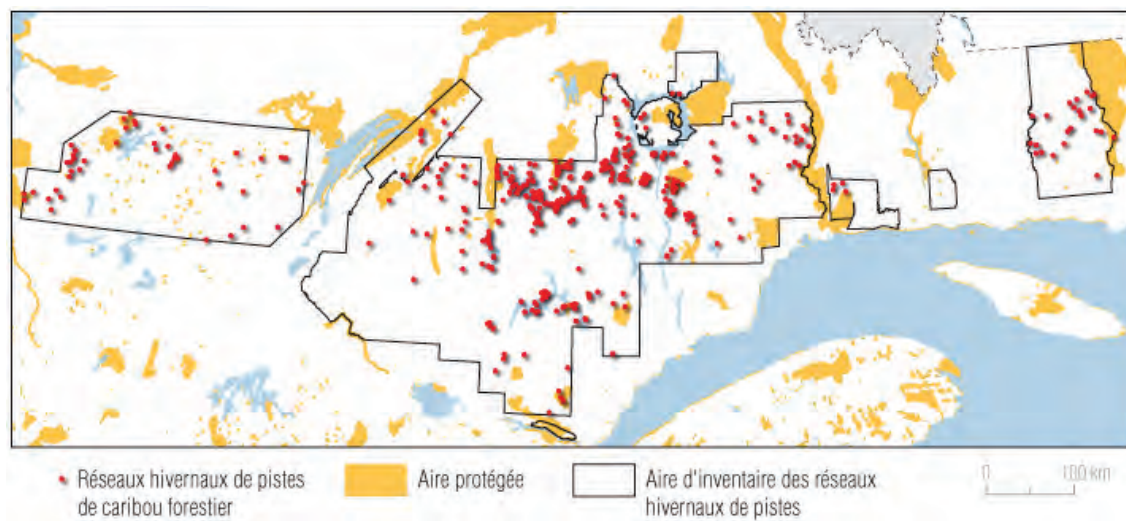 Réseaux hivernaux de pistes
de caribou forestier
Aire protégée
Aire d'inventaire des réseaux
hivernaux de pistes
0 100 km